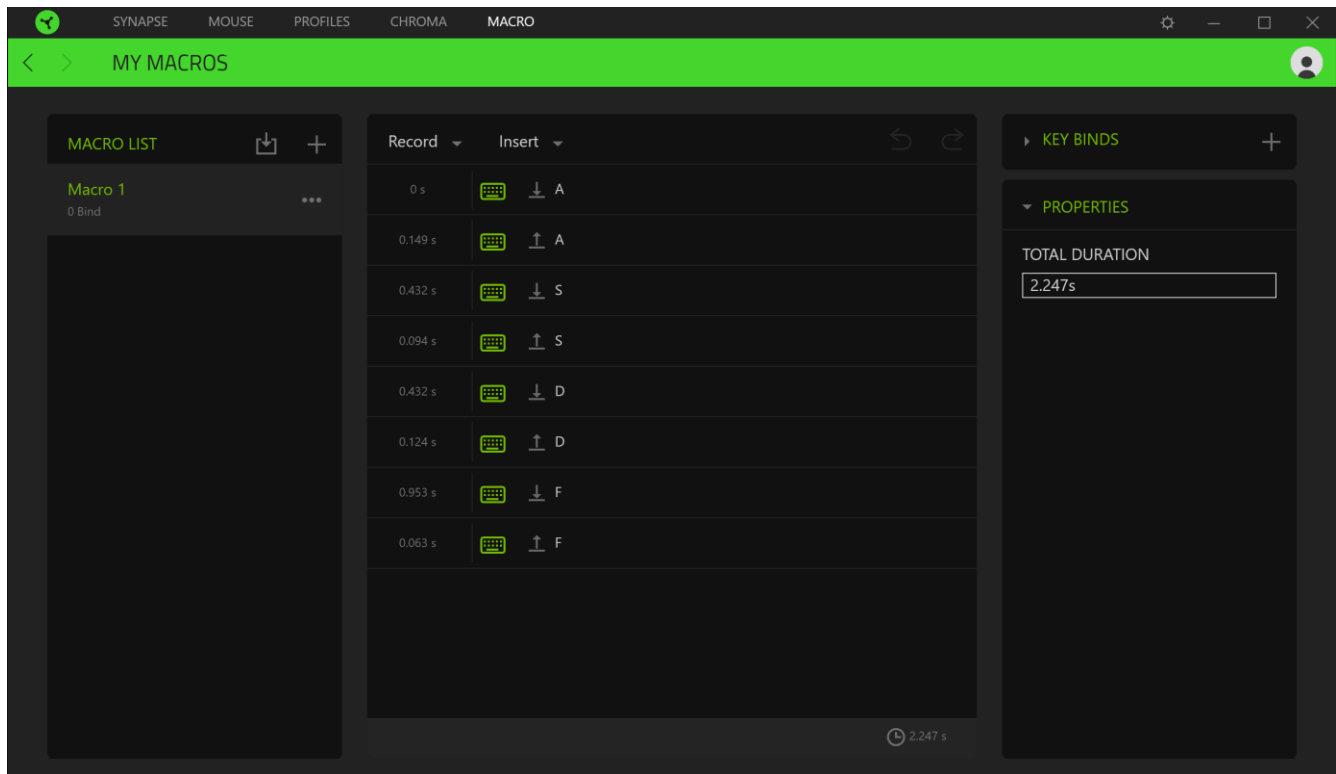 SYNAPSE MOUSE PROFILES CHROMA MACRO
MY MACROS
MACRO LIST
Macro 1
0 Bind
Record Insert
0 s A
0.149 s A
0.432 s S
0.094 s S
0.432 s D
0.124 s D
0.953 s F
0.063 s F
2.247 s
KEY BINDS
PROPERTIES
TOTAL DURATION
2.247s